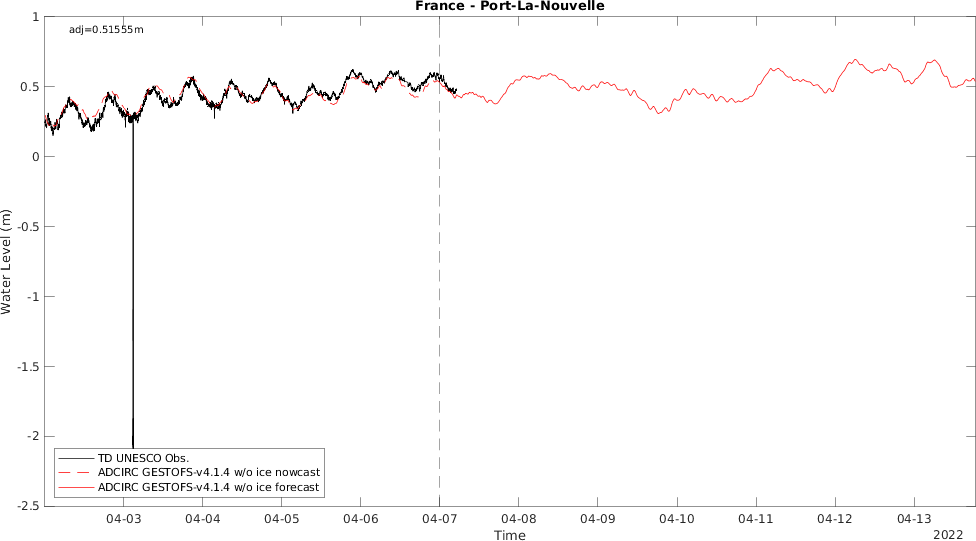 France - Port-La-Nouvelle
adj=0.51555m
1
0.5
0
-0.5
-1
-1.5
-2
-2.5
Water Level (m)
TD UNESCO Obs.
ADCIRC GESTOFS-v4.1.4 w/o ice nowcast
ADCIRC GESTOFS-v4.1.4 w/o ice forecast
04-03 04-04 04-05 04-06 04-07 04-08 04-09 04-10 04-11 04-12 04-13
Time
2022